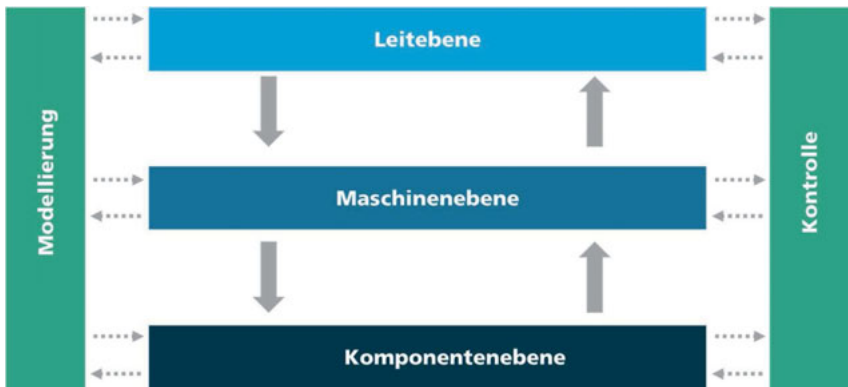 Leitebene
Modellierung
Maschinenebene
Kontrolle
Komponentenebene